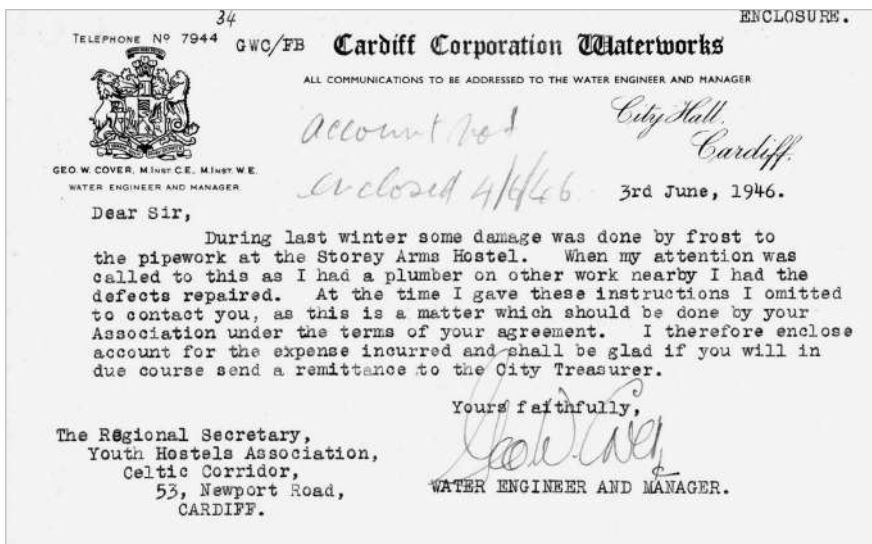 34
ENCLOSURE.
TELEPHONE Nº 7944
GWC/FB
Cardiff Corporation Waterworks
ALL COMMUNICATIONS TO BE ADDRESSED TO THE WATER ENGINEER AND MANAGER
City Hall,
Cardiff.
GEO. W. COVER, M.INST C.E., M.INST. W.E.
WATER ENGINEER AND MANAGER.
account not
enclosed 4/6/46
3rd June, 1946.
Dear Sir,
During last winter some damage was done by frost to
the pipework at the Storey Arms Hostel. When my attention was
called to this as I had a plumber on other work nearby I had the
defects repaired. At the time I gave these instructions I omitted
to contact you, as this is a matter which should be done by your
Association under the terms of your agreement. I therefore enclose
account for the expense incurred and shall be glad if you will in
due course send a remittance to the City Treasurer.
Yours faithfully,
Geo W. Cover
WATER ENGINEER AND MANAGER.
The Regional Secretary,
Youth Hostels Association,
Celtic Corridor,
53, Newport Road,
CARDIFF.